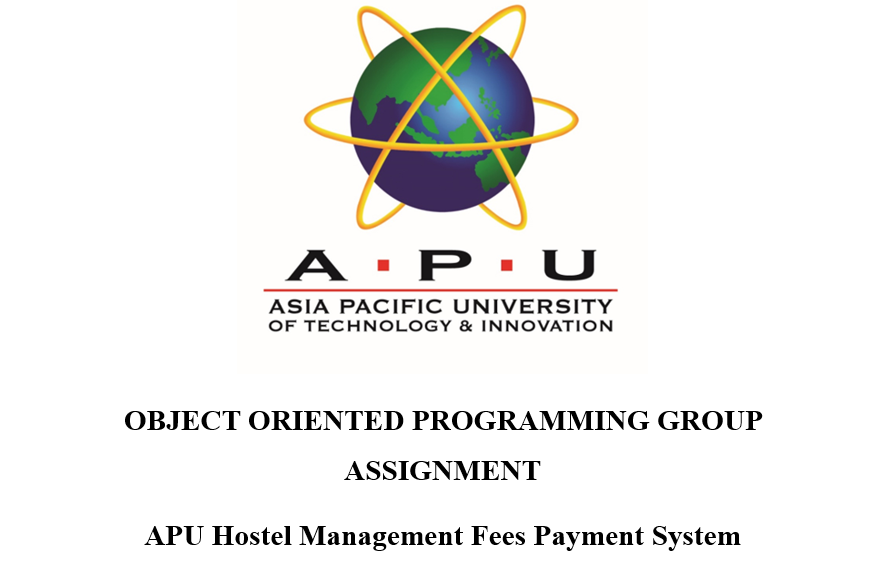 A·P·U
ASIA PACIFIC UNIVERSITY
OF TECHNOLOGY & INNOVATION
OBJECT ORIENTED PROGRAMMING GROUP
ASSIGNMENT
APU Hostel Management Fees Payment System